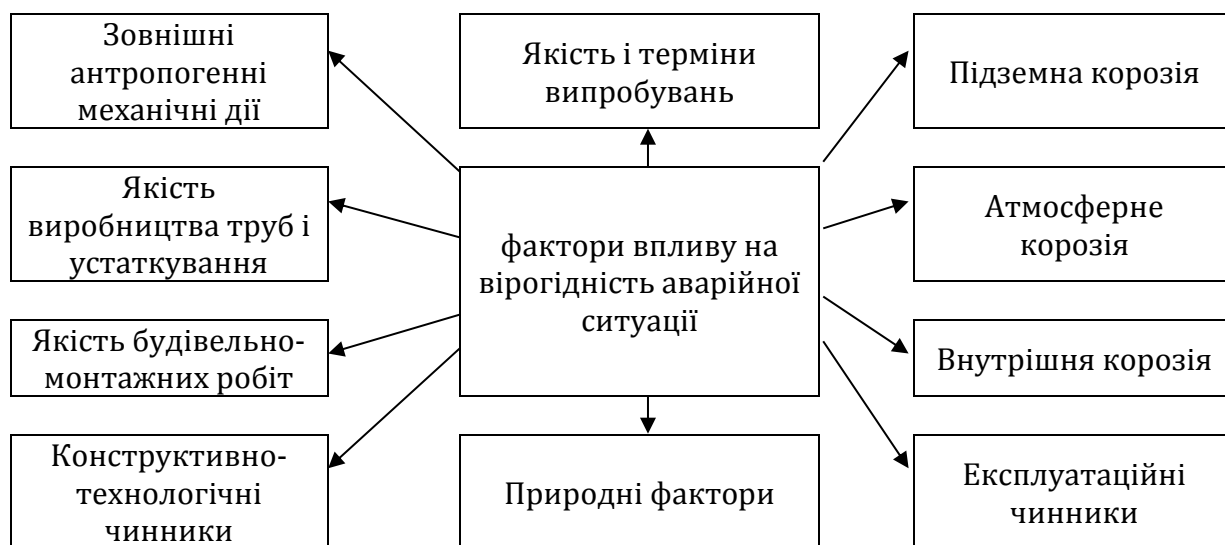 Зовнішні
антропогенні
механічні дії
Якість і терміни
випробувань
Підземна корозія
Якість
виробництва труб і
устаткування
фактори впливу на
вірогідність аварійної
ситуації
Атмосферне
корозія
Якість будівельно-
монтажних робіт
Внутрішня корозія
Конструктивно-
технологічні
чинники
Природні фактори
Експлуатаційні
чинники